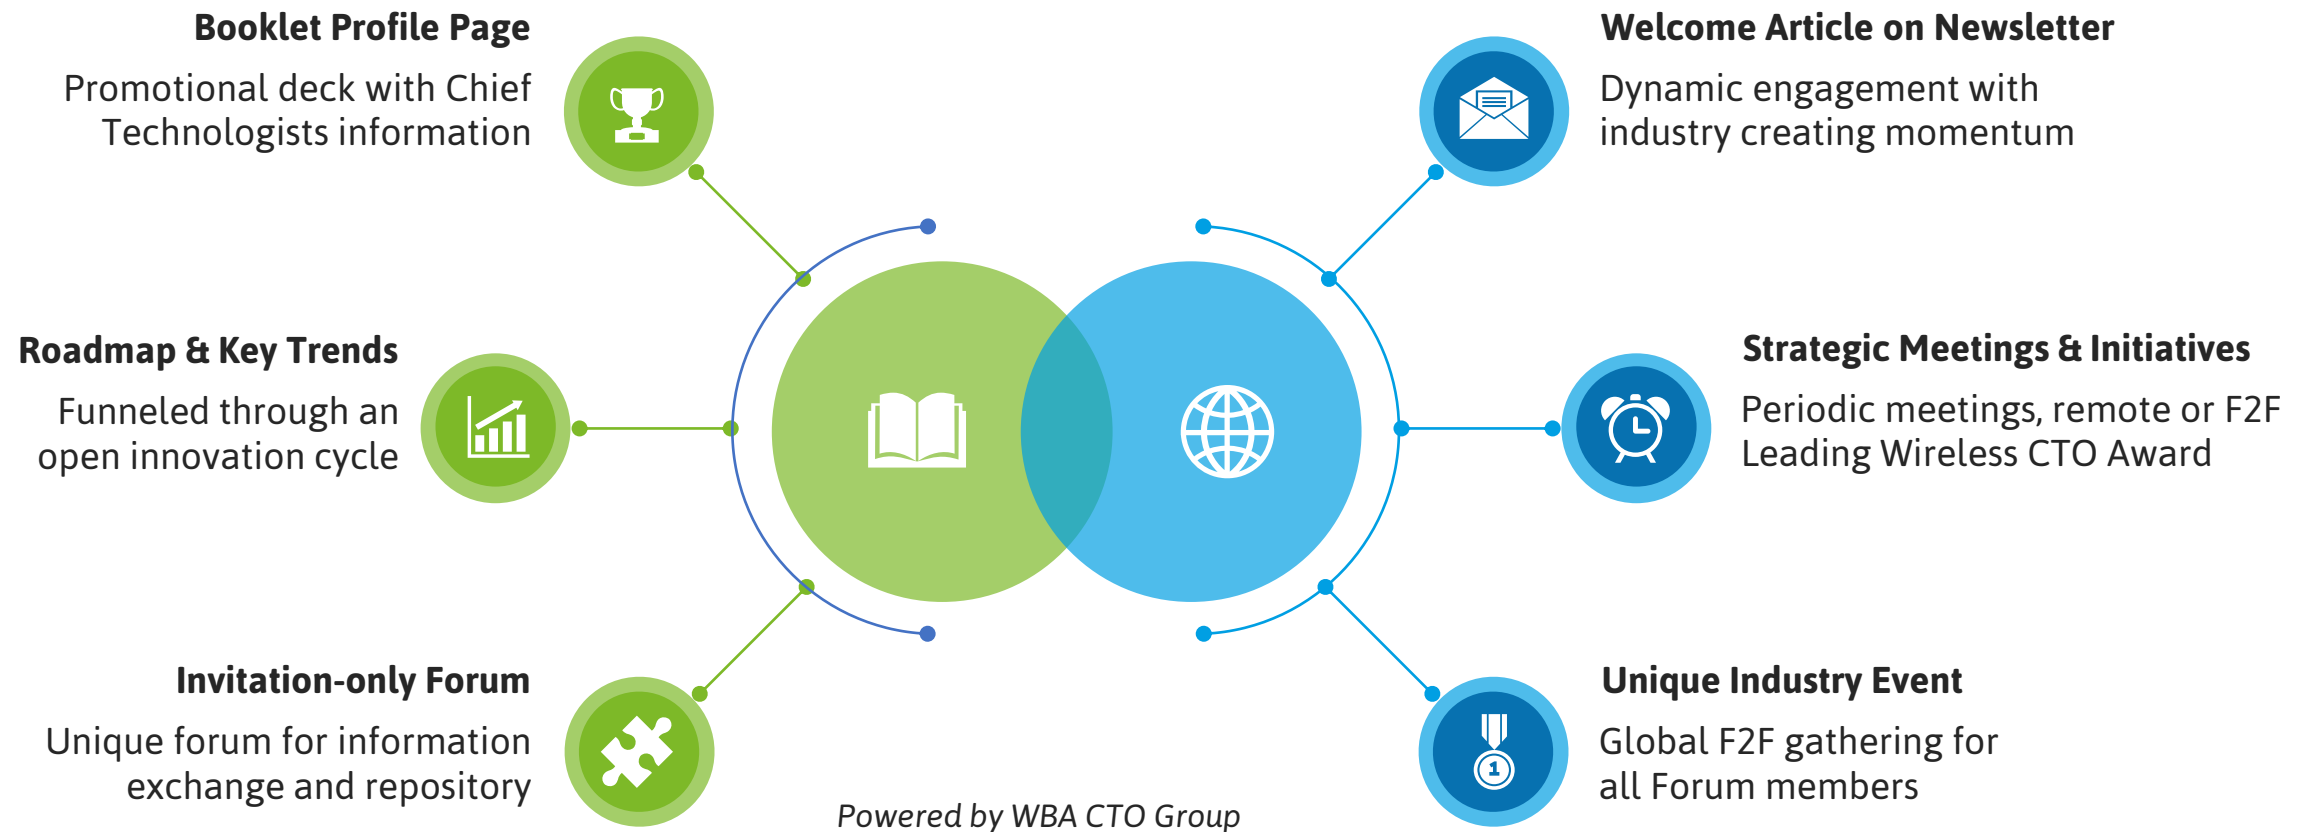 Booklet Profile Page
Promotional deck with Chief
Technologists information
Roadmap & Key Trends
Funneled through an
open innovation cycle
Invitation-only Forum
Unique forum for information
exchange and repository
Welcome Article on Newsletter
Dynamic engagement with
industry creating momentum
Strategic Meetings & Initiatives
Periodic meetings, remote or F2F
Leading Wireless CTO Award
Unique Industry Event
Global F2F gathering for
all Forum members
1
Powered by WBA CTO Group